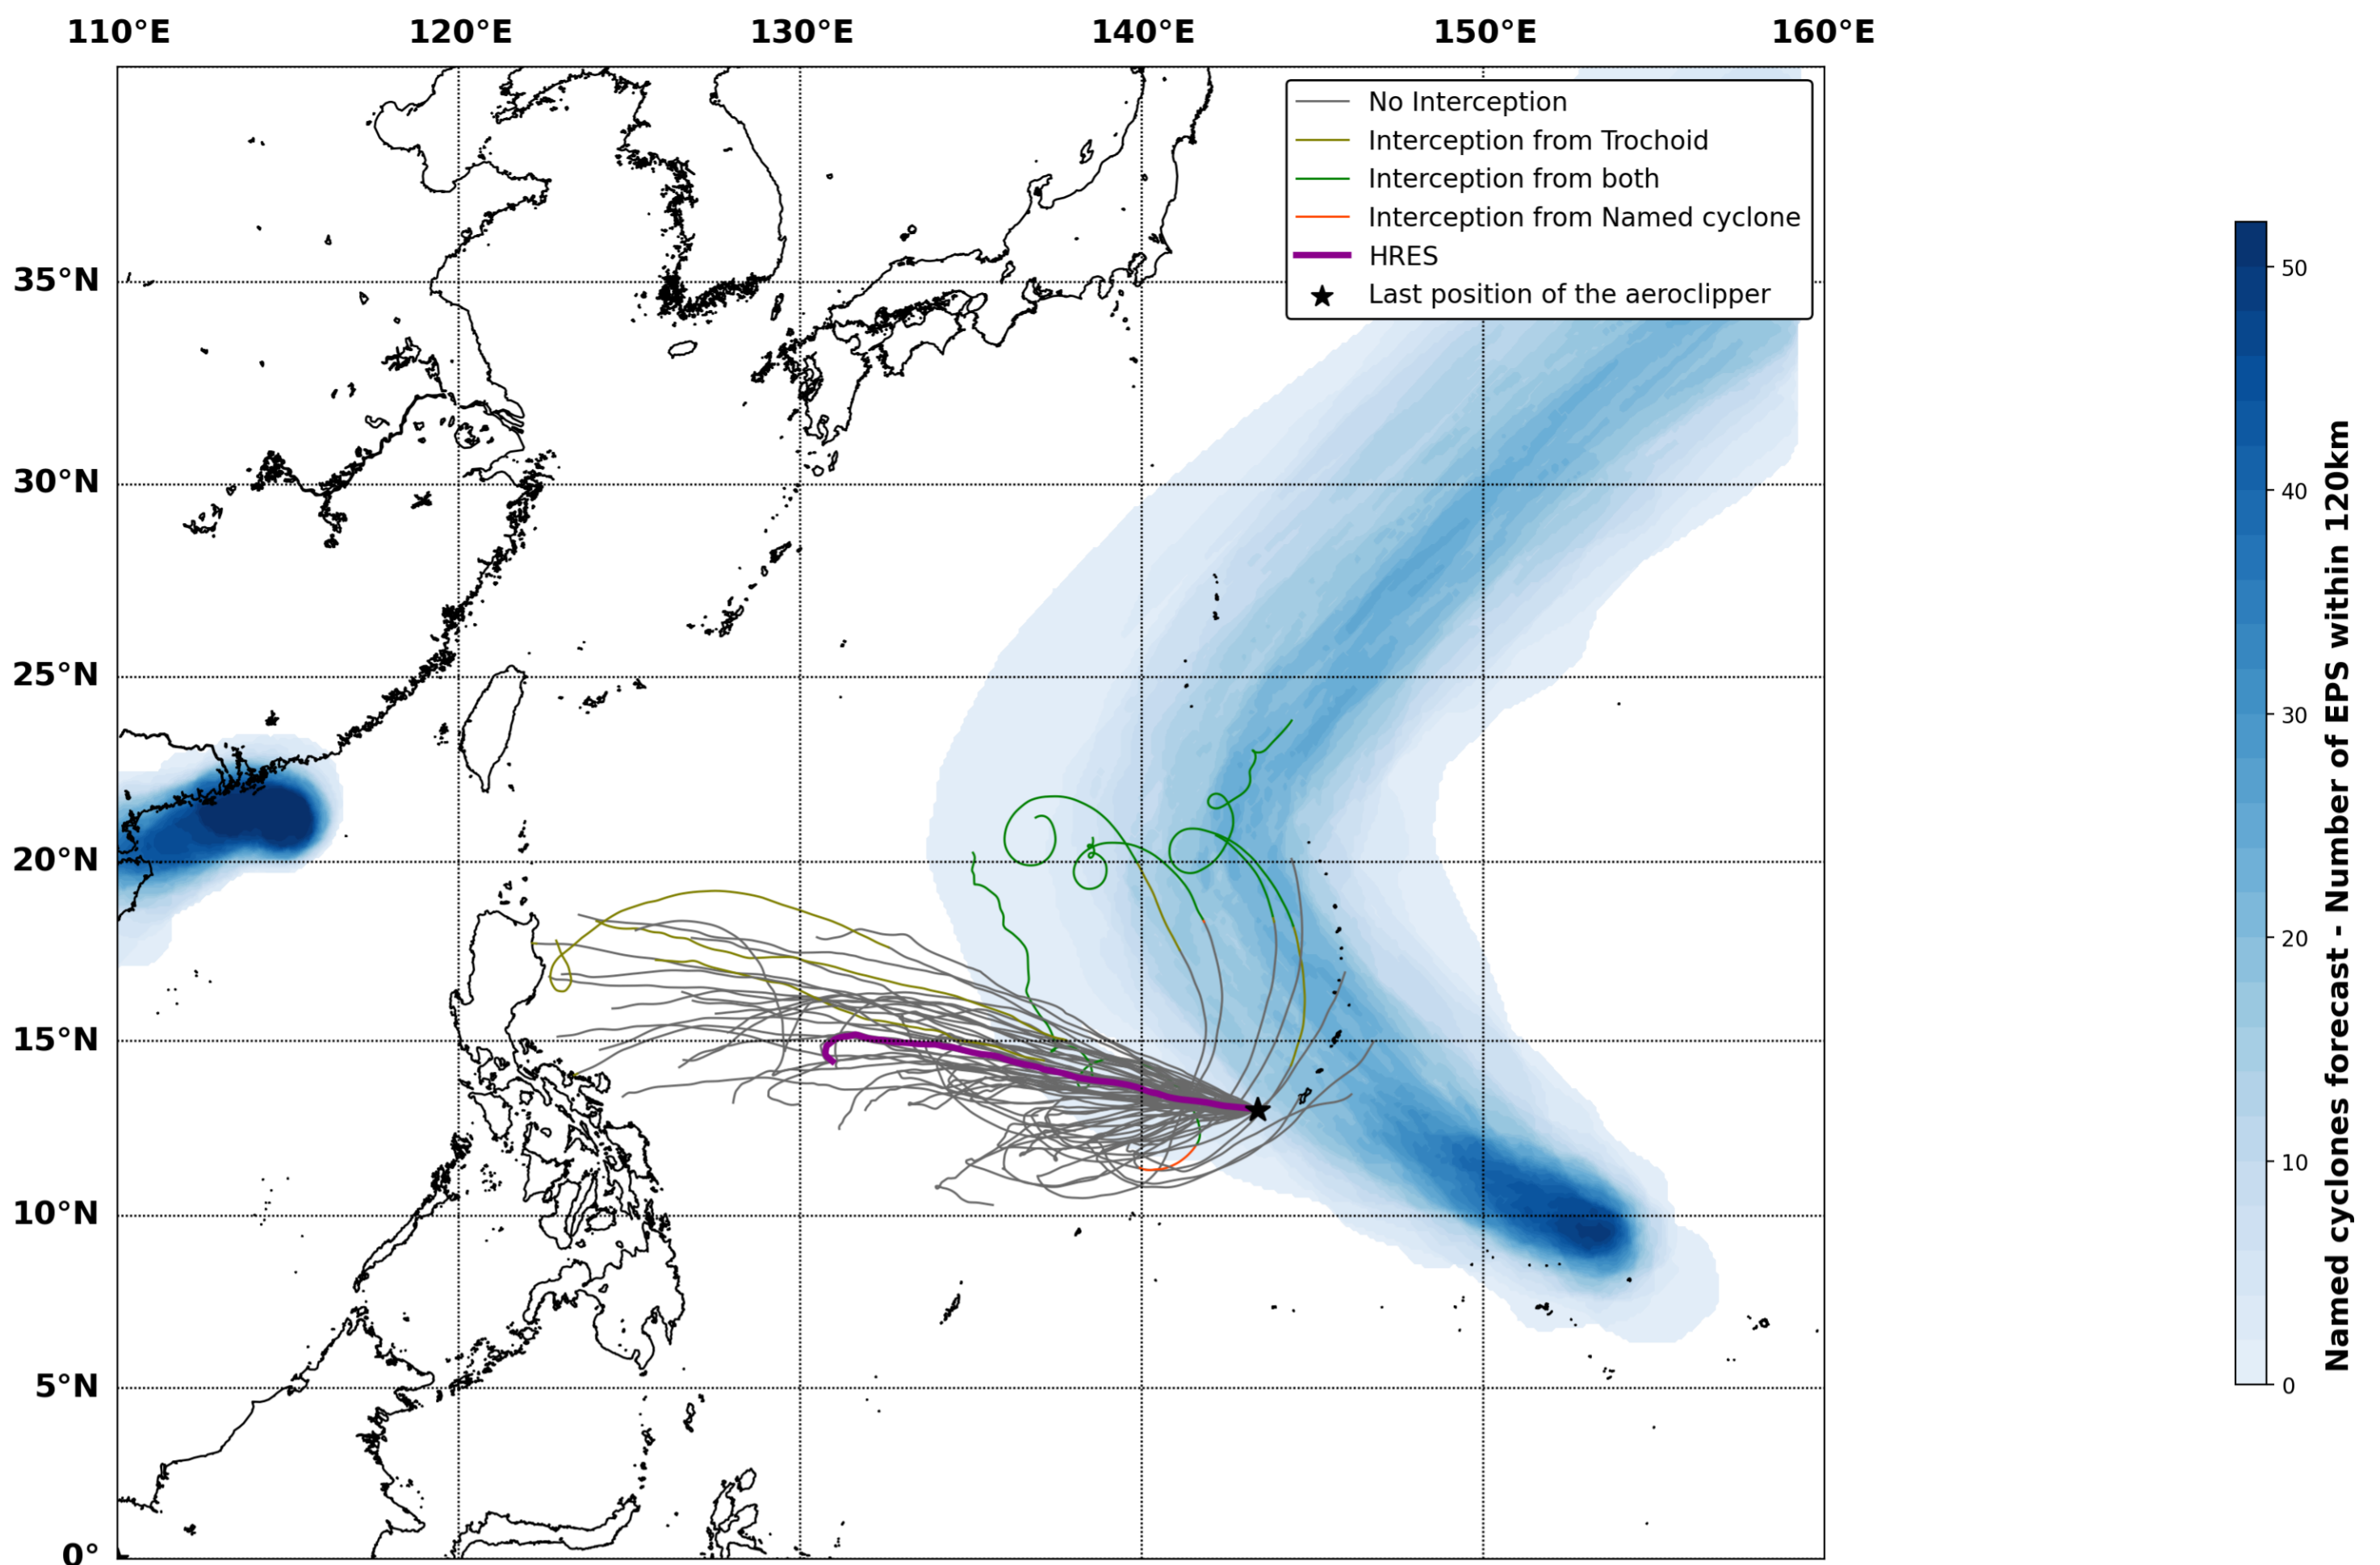 110°E 120°E 130°E 140°E 150°E 160°E
No Interception
Interception from Trochoid
Interception from both
Interception from Named cyclone
HRES
Last position of the aeroclipper
35°N
30°N
25°N
20°N
15°N
10°N
5°N
0°
50
40
30
20
10
0
Named cyclones forecast - Number of EPS within 120km